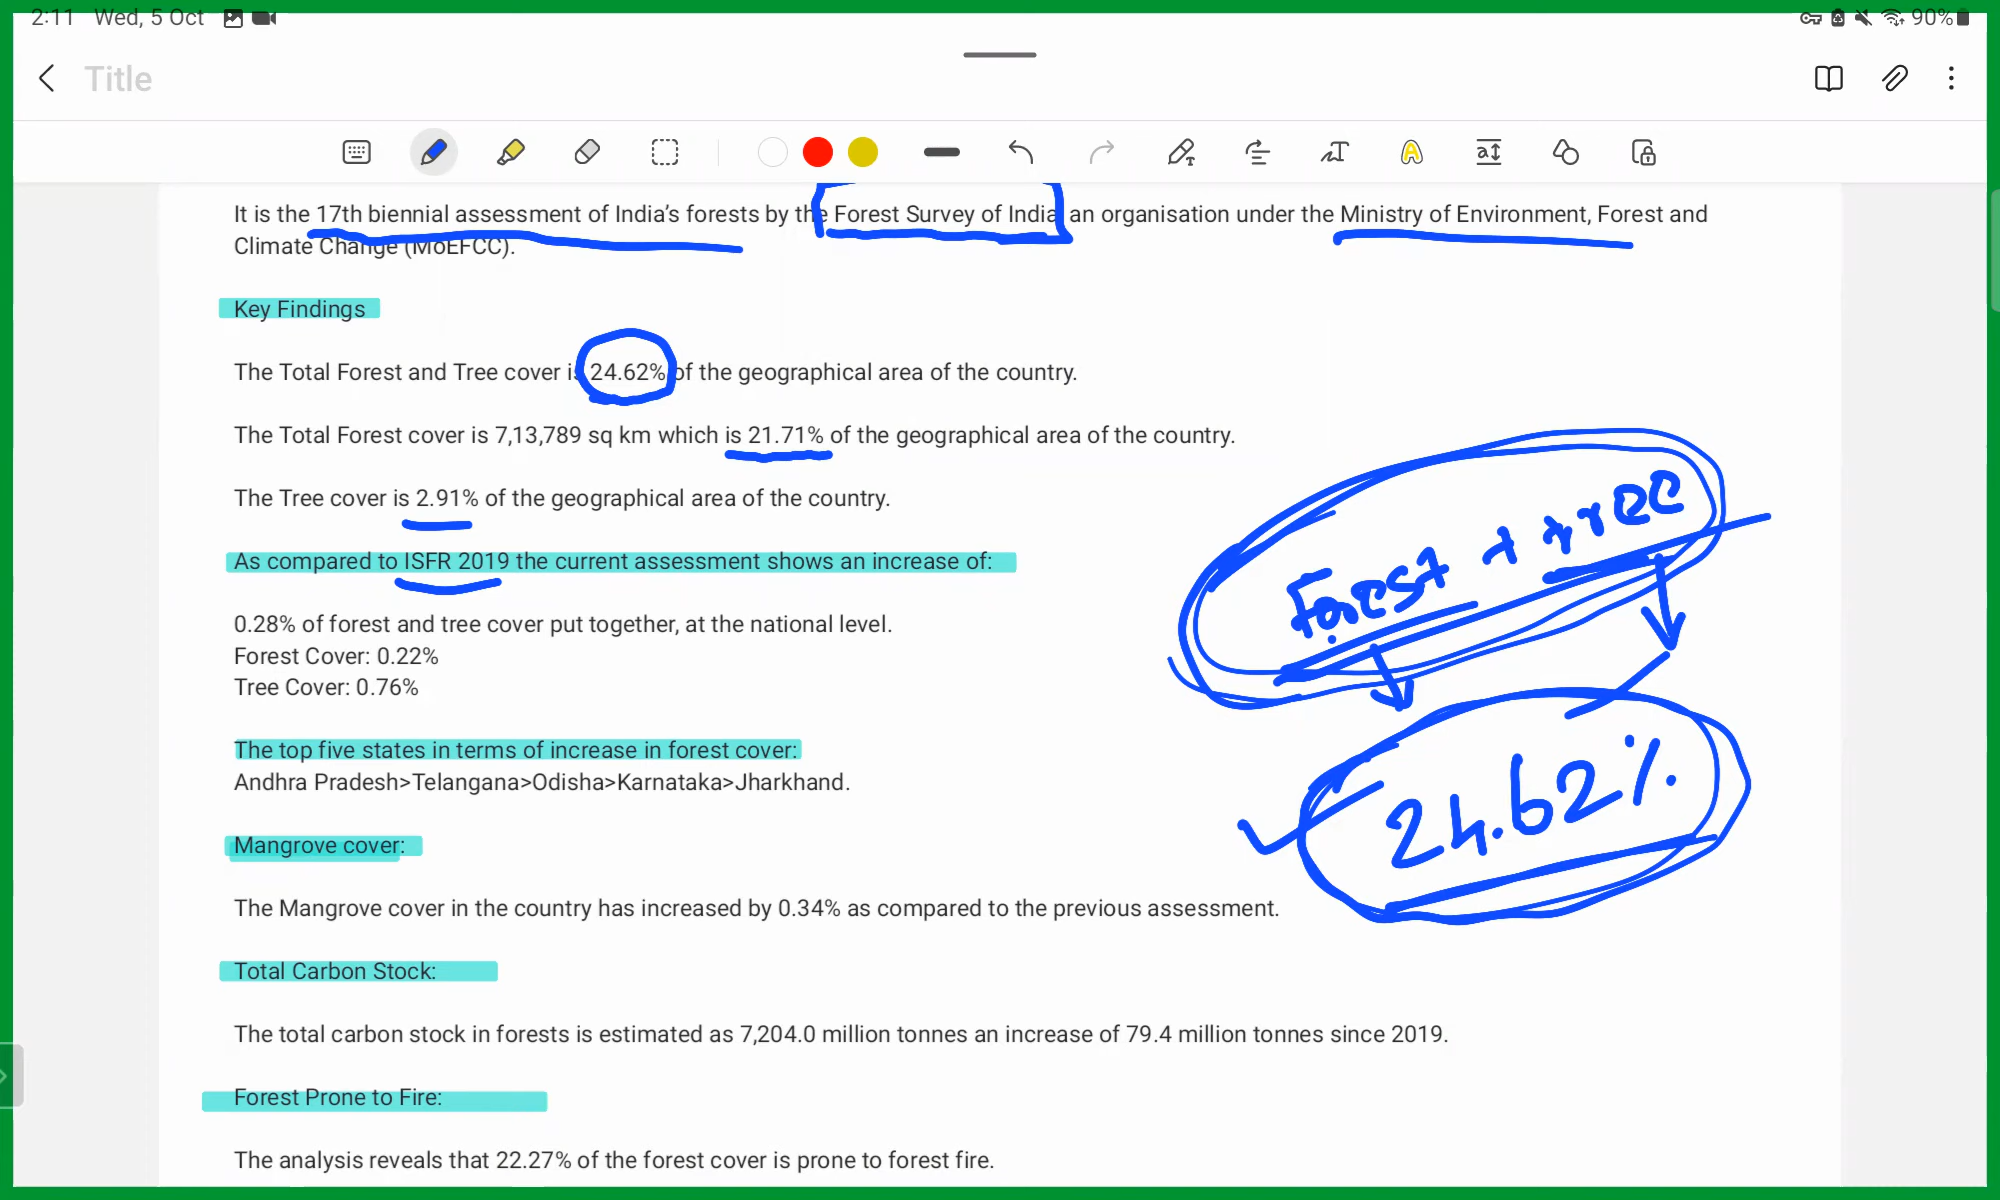 2:11 Wed, 5 Oct 90%
Title
It is the 17th biennial assessment of India's forests by the Forest Survey of India, an organisation under the Ministry of Environment, Forest and
Climate Change (MoEFCC).
Key Findings
The Total Forest and Tree cover is 24.62% of the geographical area of the country.
The Total Forest cover is 7,13,789 sq km which is 21.71% of the geographical area of the country.
The Tree cover is 2.91% of the geographical area of the country.
As compared to ISFR 2019 the current assessment shows an increase of:
Forest + tree
0.28% of forest and tree cover put together, at the national level.
Forest Cover: 0.22%
Tree Cover: 0.76%
The top five states in terms of increase in forest cover:
Andhra Pradesh>Telangana>Odisha>Karnataka>Jharkhand.
24.62%
Mangrove cover:
The Mangrove cover in the country has increased by 0.34% as compared to the previous assessment.
Total Carbon Stock:
The total carbon stock in forests is estimated as 7,204.0 million tonnes an increase of 79.4 million tonnes since 2019.
Forest Prone to Fire:
The analysis reveals that 22.27% of the forest cover is prone to forest fire.